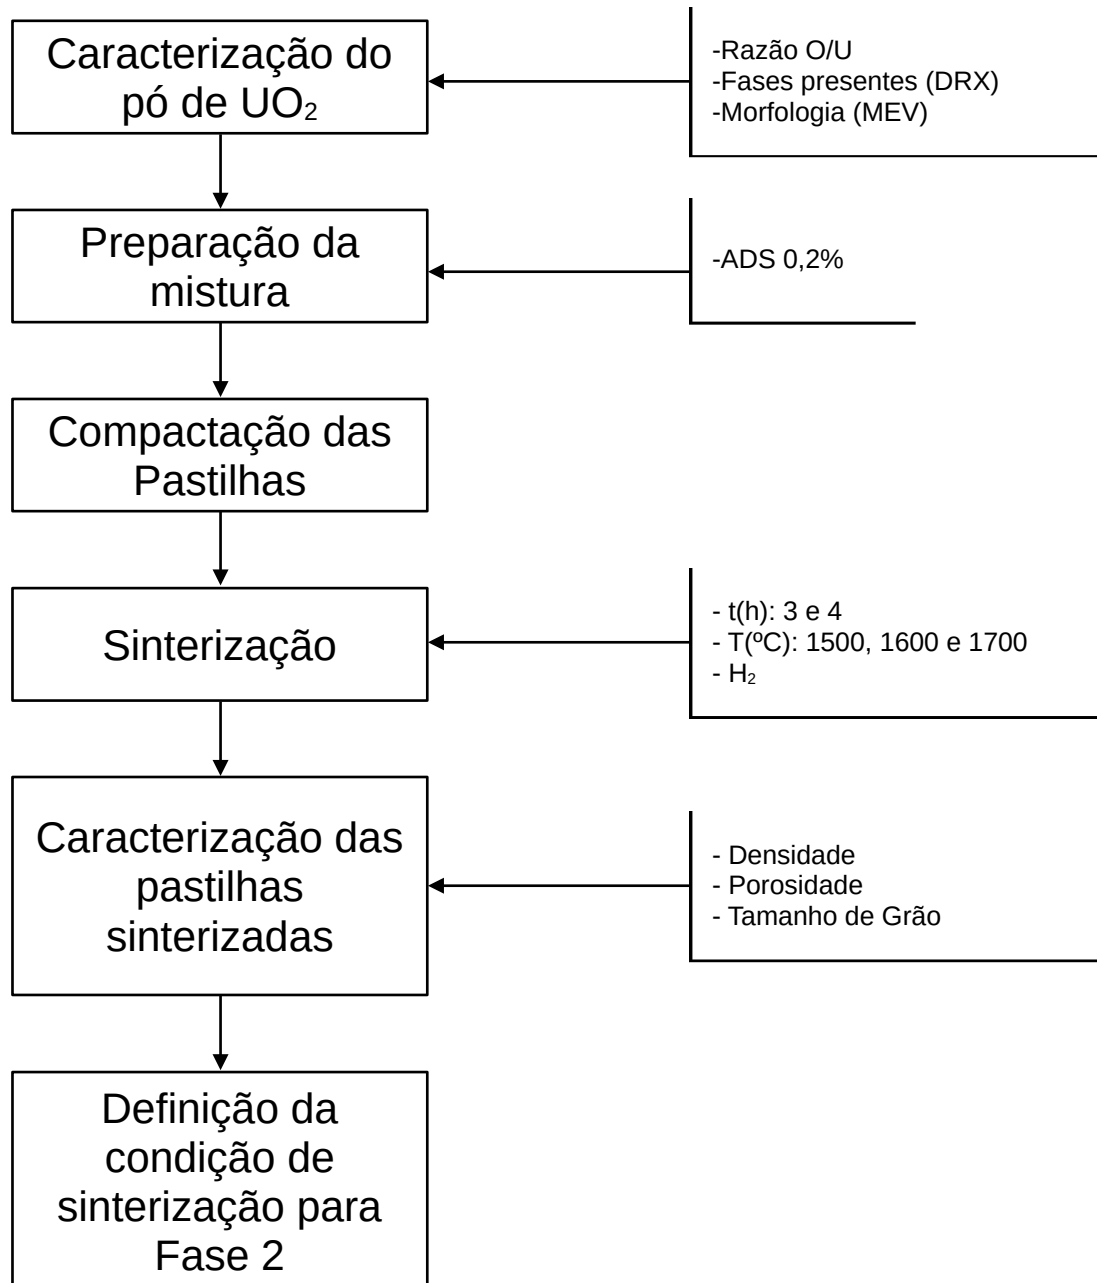 Caracterização do
pó de UO₂
-Razão O/U
-Fases presentes (DRX)
-Morfologia (MEV)
Preparação da
mistura
-ADS 0,2%
Compactação das
Pastilhas
Sinterização
- t(h): 3 e 4
- T(ºC): 1500, 1600 e 1700
- H₂
Caracterização das
pastilhas
sinterizadas
- Densidade
- Porosidade
- Tamanho de Grão
Definição da
condição de
sinterização para
Fase 2